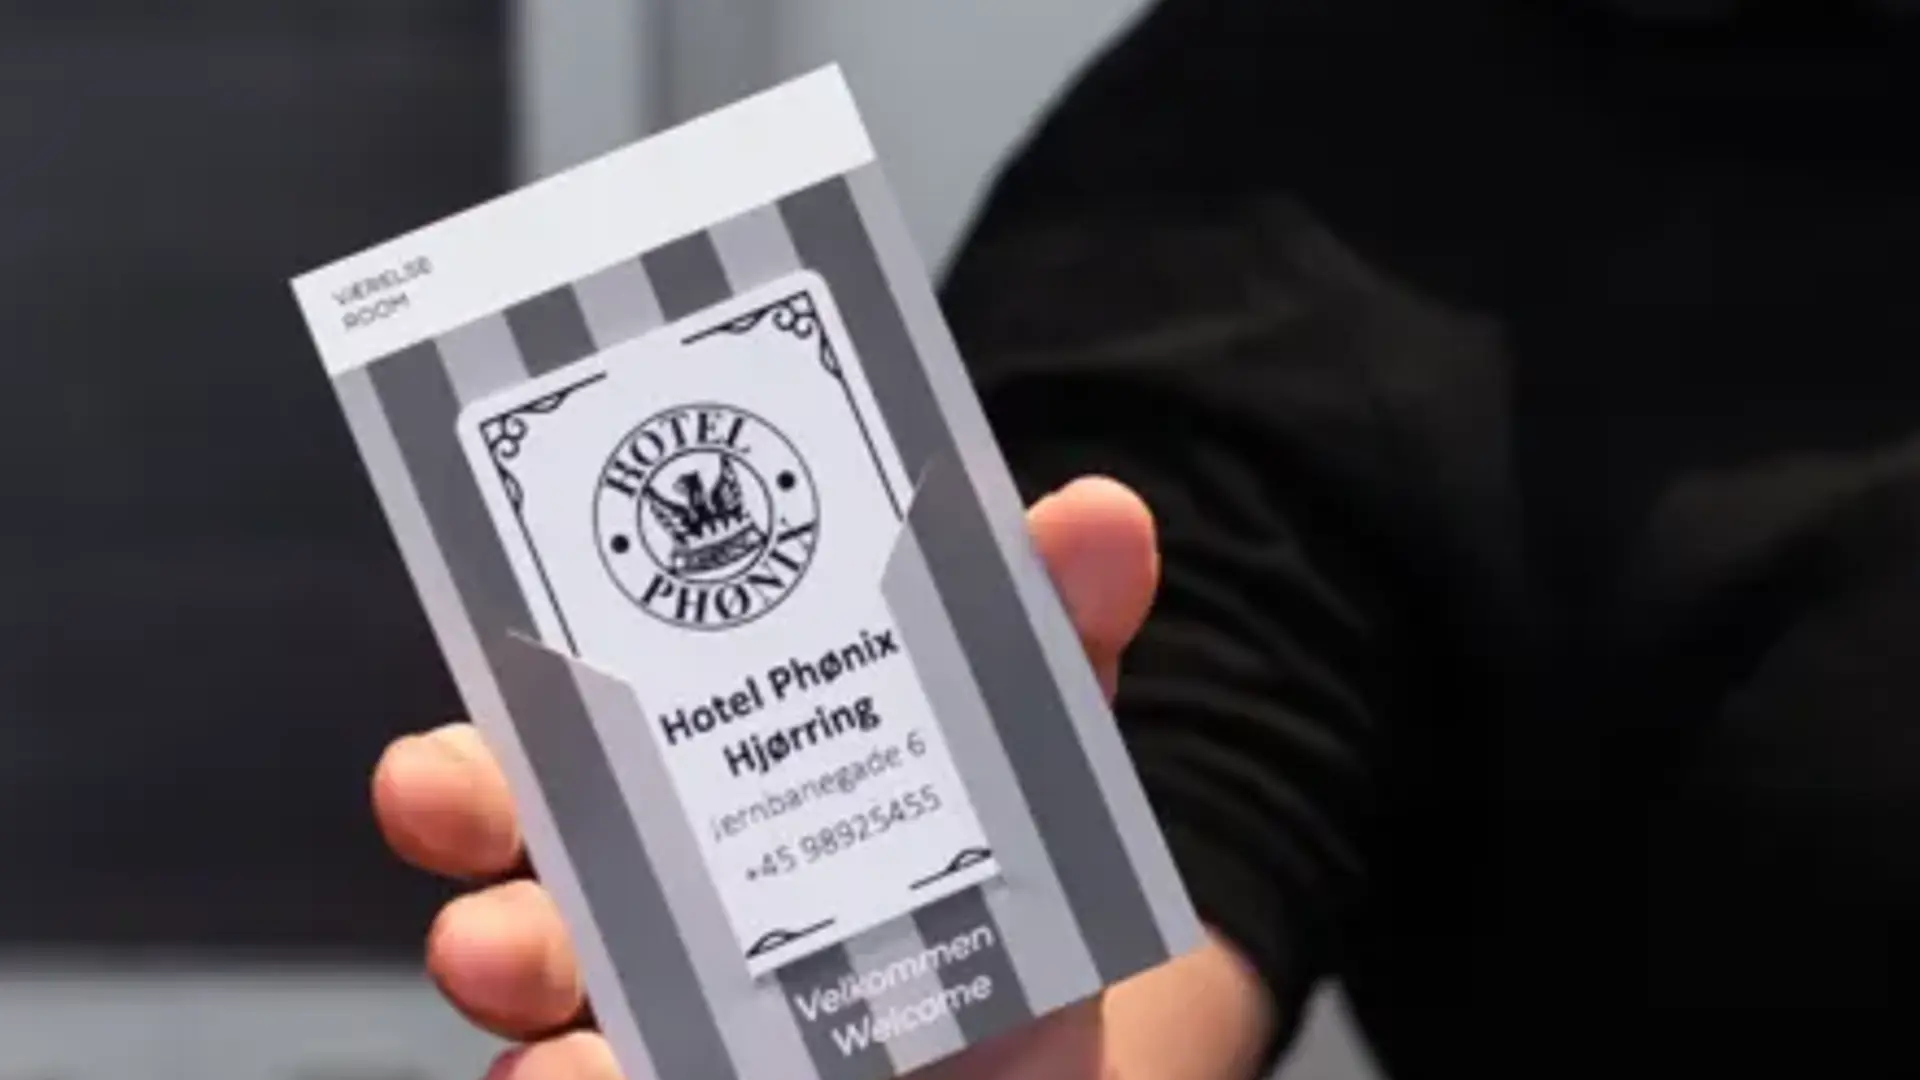 VÆRELSE
ROOM
HOTEL
PHØNIX
Hotel Phønix
Hjørring
Jernbanegade 6
+45 98925455
Velkommen
Welcome